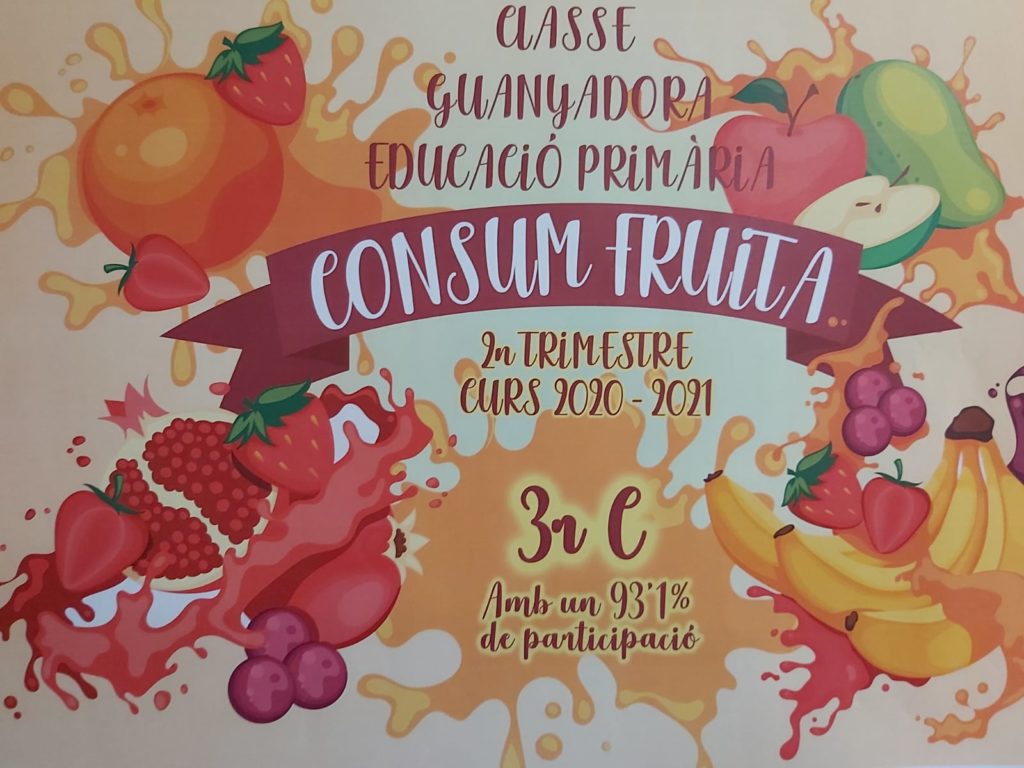 CLASSE
GUANYADORA
EDUCACIÓ PRIMÀRIA
CONSUM FRUITA..
2n TRIMESTRE
CURS 2020 - 2021
3r C
Amb un 93'1%
de participació